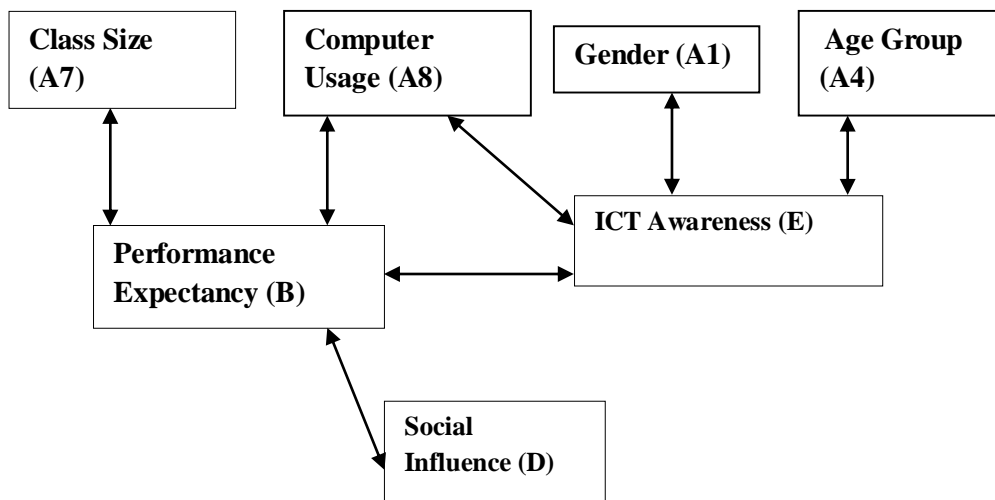 Class Size
(A7)
Computer
Usage (A8)
Gender (A1)
Age Group
(A4)
ICT Awareness (E)
Performance
Expectancy (B)
Social
Influence (D)